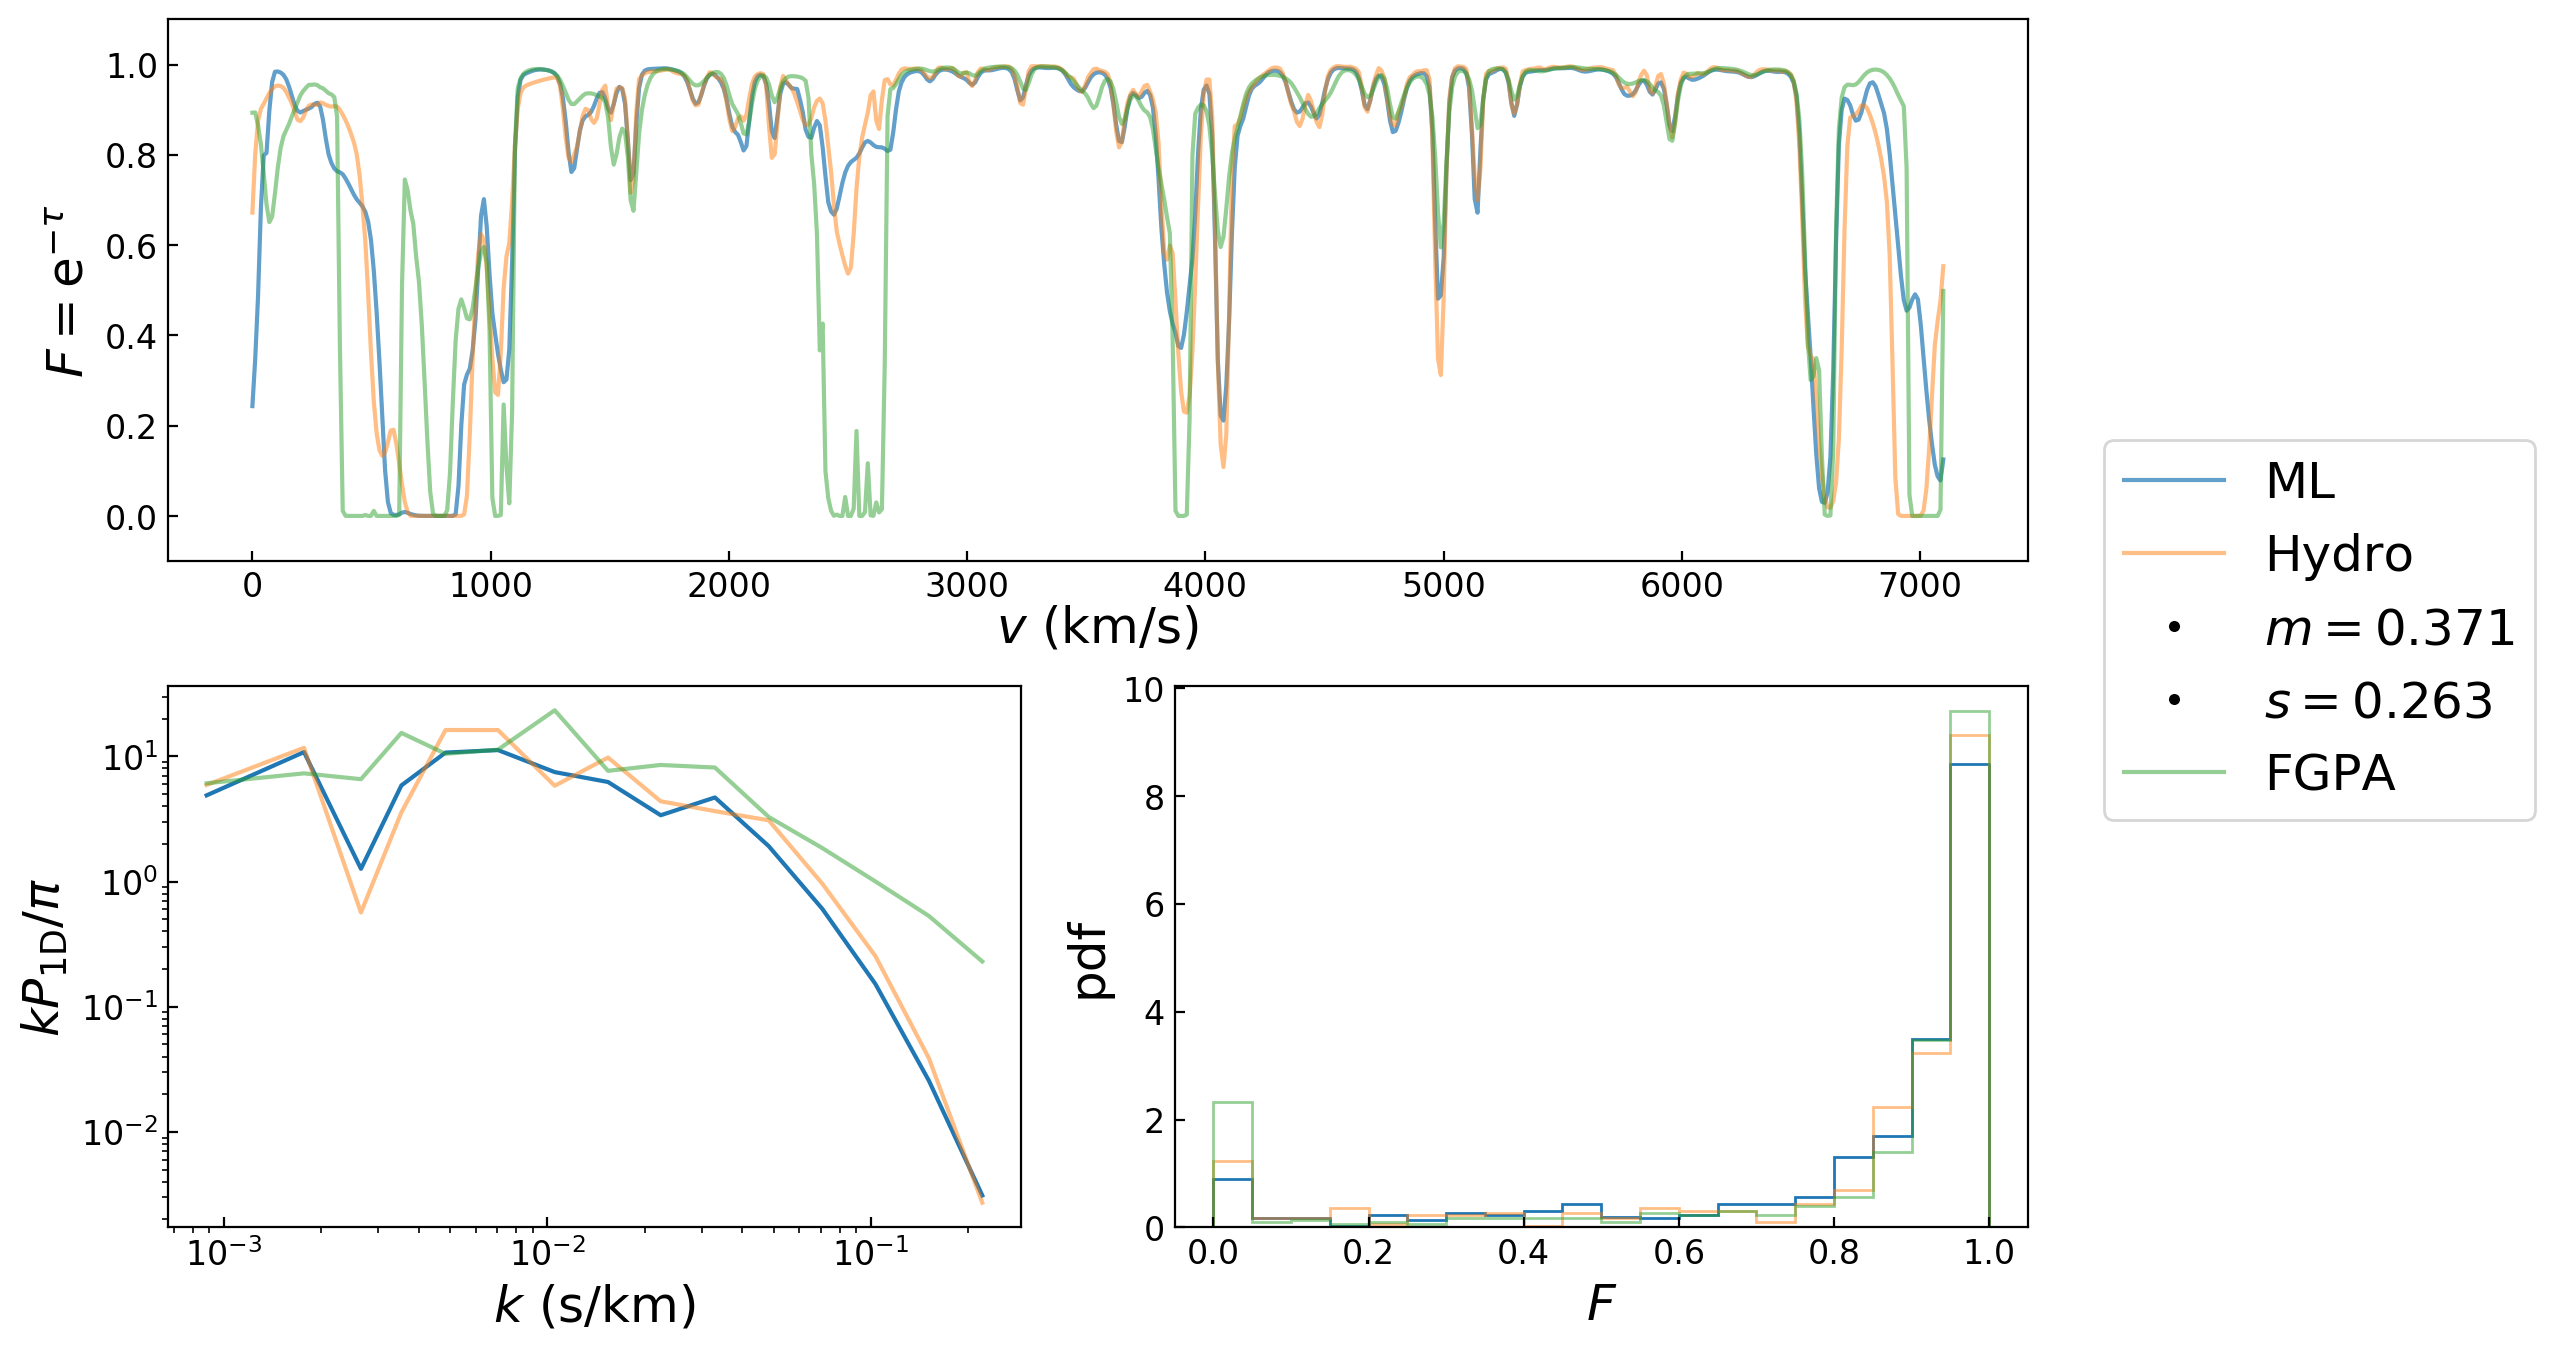 F = e^{−τ}
1.0
0.8
0.6
0.4
0.2
0.0
0 1000 2000 3000 4000 5000 6000 7000
v (km/s)
ML
Hydro
m = 0.371
s = 0.263
FGPA
kP_{1D}/π
10^{1}
10^{0}
10^{−1}
10^{−2}
10^{−3} 10^{−2} 10^{−1}
k (s/km)
pdf
10
8
6
4
2
0
0.0 0.2 0.4 0.6 0.8 1.0
F